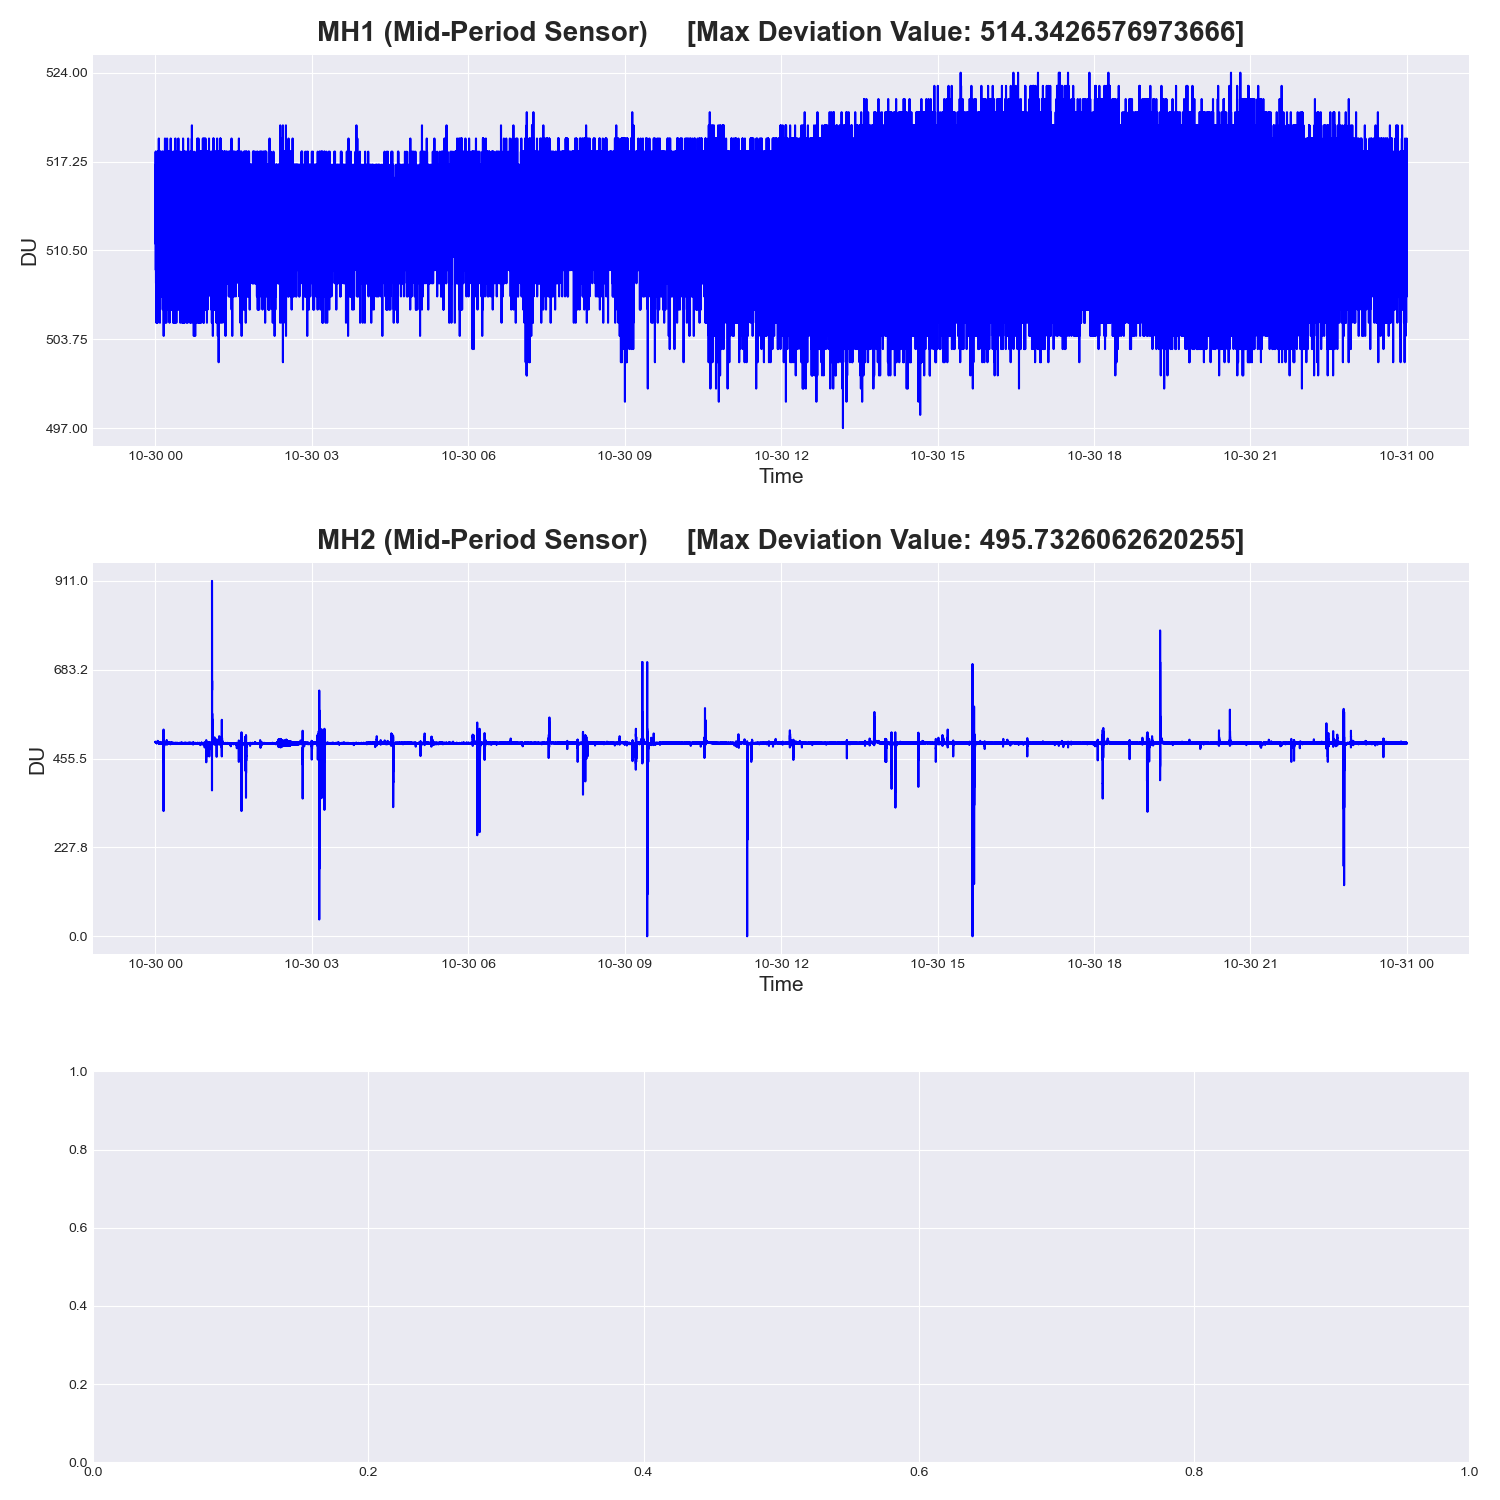 MH1 (Mid-Period Sensor) [Max Deviation Value: 514.3426576973666]
524.00
517.25
510.50
503.75
497.00
DU
10-30 00 10-30 03 10-30 06 10-30 09 10-30 12 10-30 15 10-30 18 10-30 21 10-31 00
Time
MH2 (Mid-Period Sensor) [Max Deviation Value: 495.7326062620255]
911.0
683.2
455.5
227.8
0.0
DU
10-30 00 10-30 03 10-30 06 10-30 09 10-30 12 10-30 15 10-30 18 10-30 21 10-31 00
Time
1.0
0.8
0.6
0.4
0.2
0.0
0.0 0.2 0.4 0.6 0.8 1.0